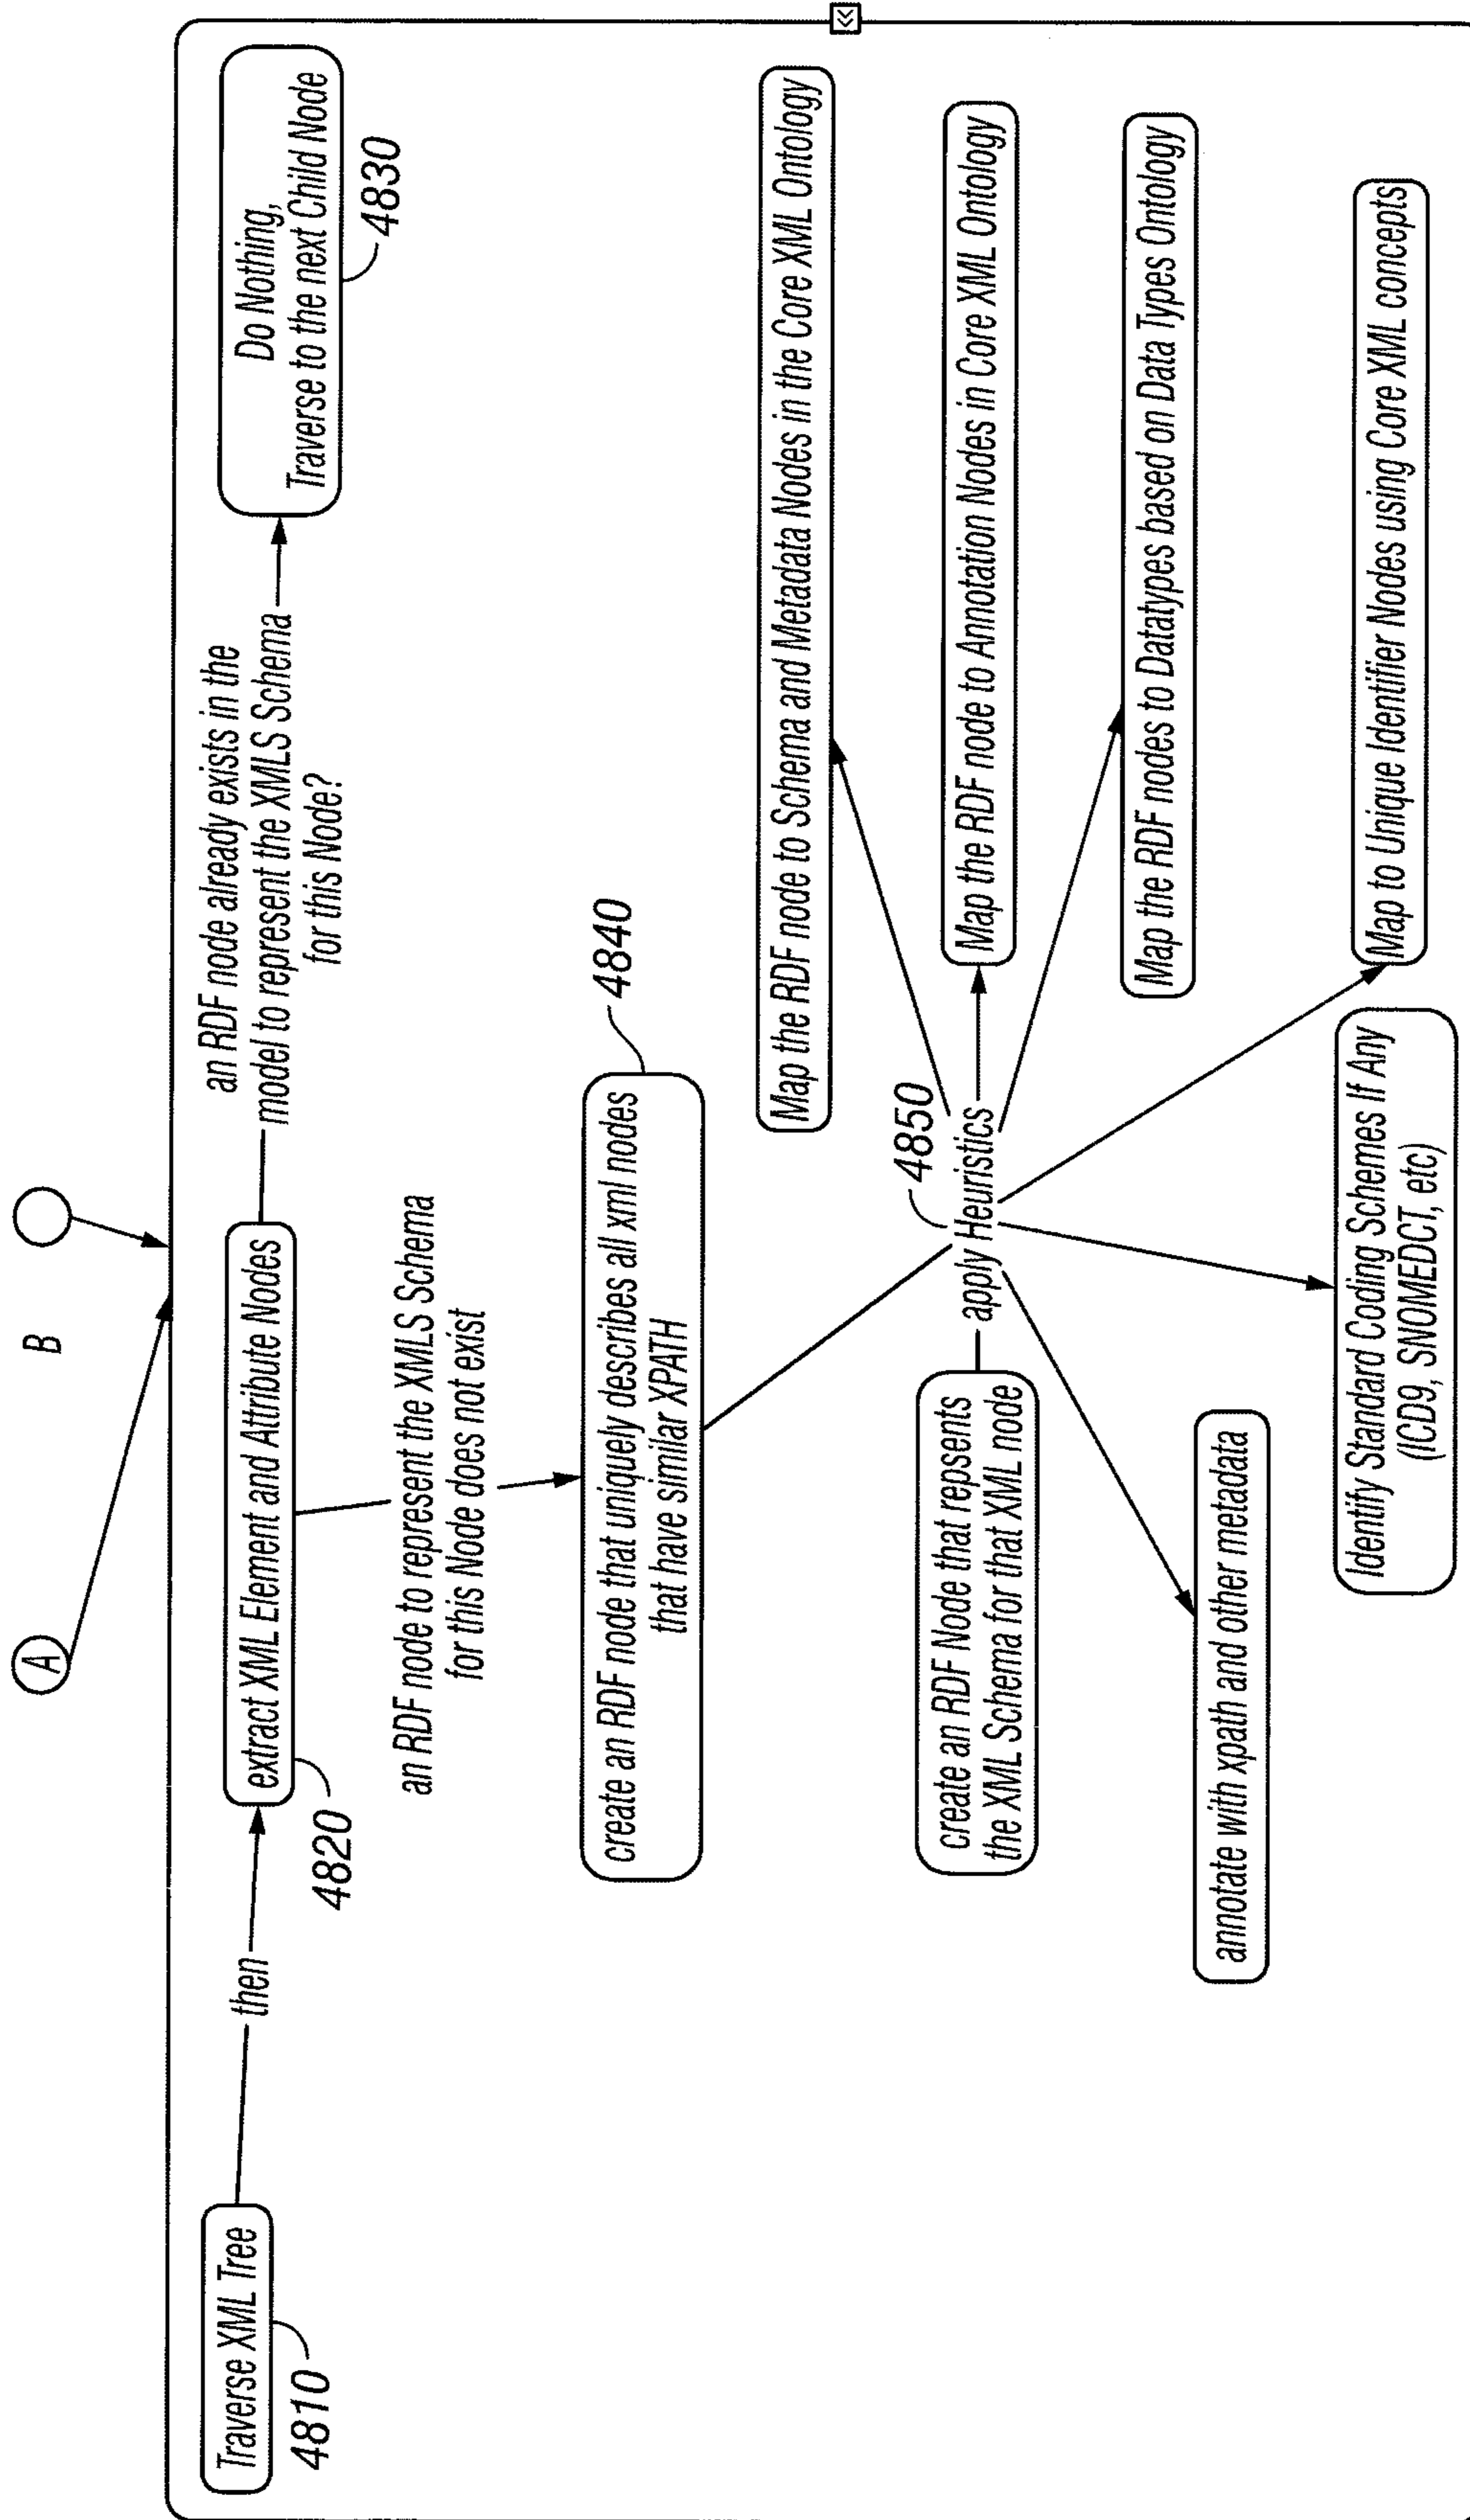 A
B
Traverse XML Tree
4810
then
extract XML Element and Attribute Nodes
4820
an RDF node already exists in the
model to represent the XMLS Schema
for this Node?
Do Nothing,
Traverse to the next Child Node
4830
an RDF node to represent the XMLS Schema
for this Node does not exist
create an RDF node that uniquely describes all xml nodes
that have similar XPATH
4840
create an RDF Node that repsents
the XML Schema for that XML node
apply Heuristics
4850
Map the RDF node to Schema and Metadata Nodes in the Core XML Ontology
Map the RDF node to Annotation Nodes in Core XML Ontology
Map the RDF nodes to Datatypes based on Data Types Ontology
Map to Unique Identifier Nodes using Core XML concepts
Identify Standard Coding Schemes If Any
(ICD9, SNOMEDCT, etc)
annotate with xpath and other metadata